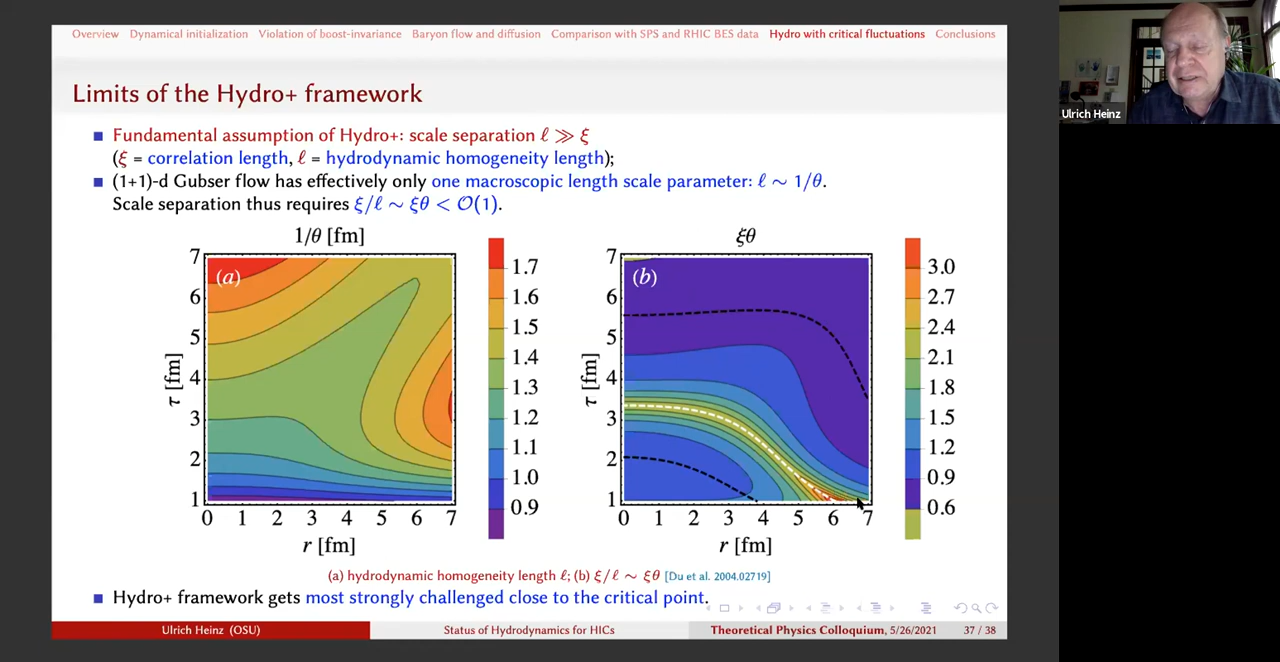 Overview Dynamical initialization Violation of boost-invariance Baryon flow and diffusion Comparison with SPS and RHIC BES data Hydro with critical fluctuations Conclusions
Limits of the Hydro+ framework
Fundamental assumption of Hydro+: scale separation ℓ ≫ ξ
(ξ = correlation length, ℓ = hydrodynamic homogeneity length);
(1+1)-d Gubser flow has effectively only one macroscopic length scale parameter: ℓ ∼ 1/θ.
Scale separation thus requires ξ/ℓ ∼ ξθ < O(1).
1/θ [fm]
(a)
7
6
5
4
3
2
1
τ [fm]
0 1 2 3 4 5 6 7
r [fm]
1.7
1.6
1.5
1.4
1.3
1.2
1.1
1.0
0.9
ξθ
(b)
7
6
5
4
3
2
1
τ [fm]
0 1 2 3 4 5 6 7
r [fm]
3.0
2.7
2.4
2.1
1.8
1.5
1.2
0.9
0.6
(a) hydrodynamic homogeneity length ℓ; (b) ξ/ℓ ∼ ξθ [Du et al. 2004.02719]
Hydro+ framework gets most strongly challenged close to the critical point.
Ulrich Heinz (OSU) Status of Hydrodynamics for HICs Theoretical Physics Colloquium, 5/26/2021 37 / 38
Ulrich Heinz